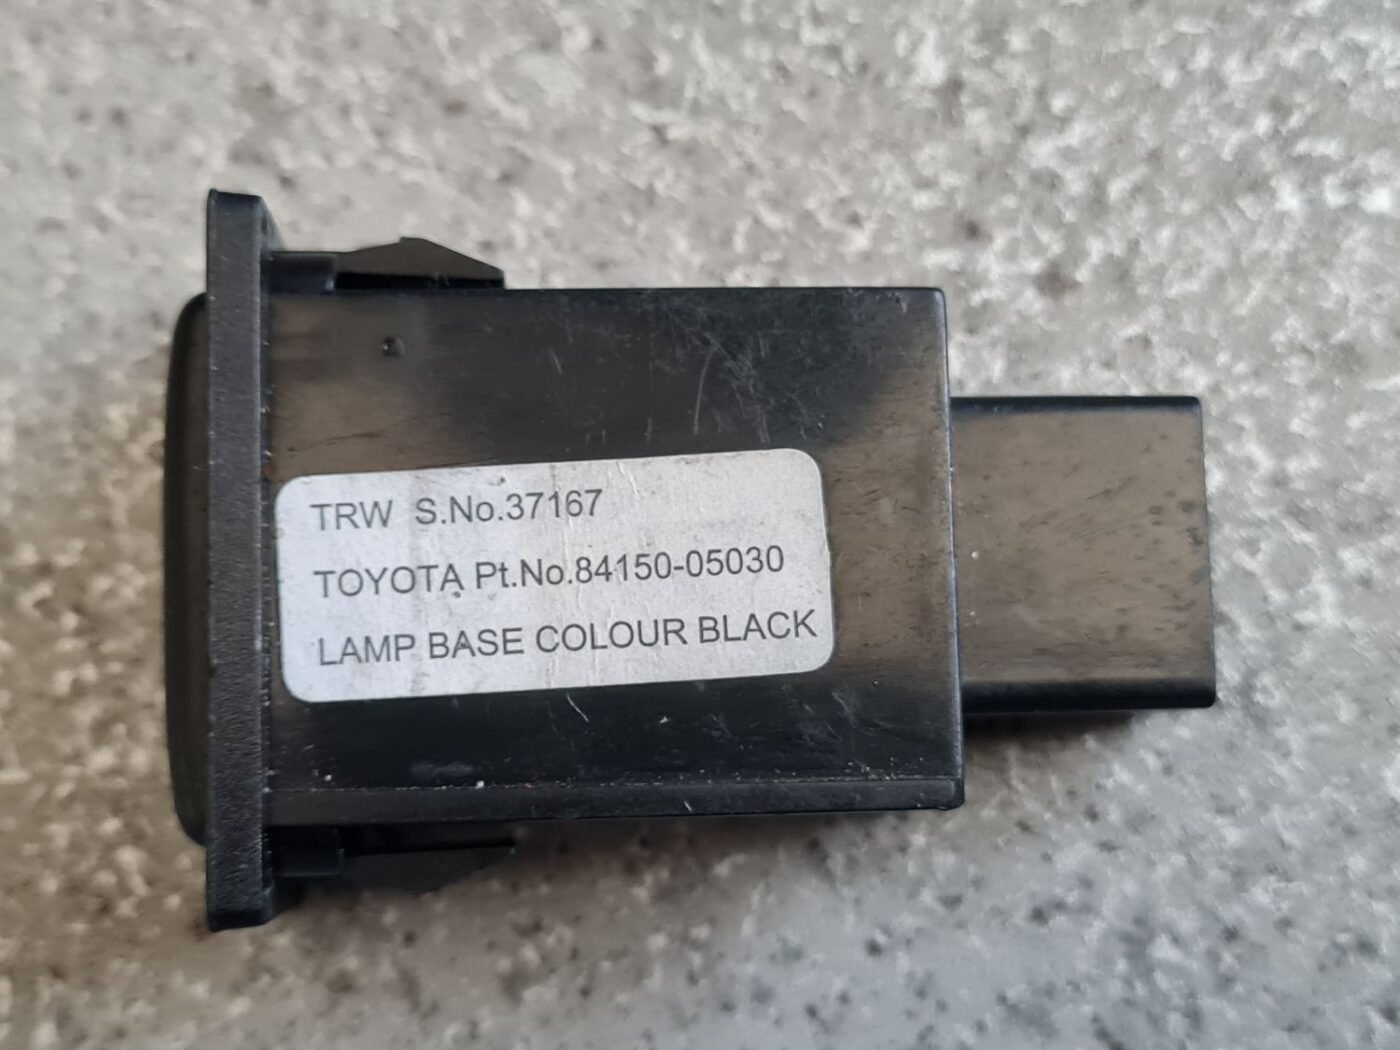 TRW S.No.37167
TOYOTA Pt.No.84150-05030
LAMP BASE COLOUR BLACK